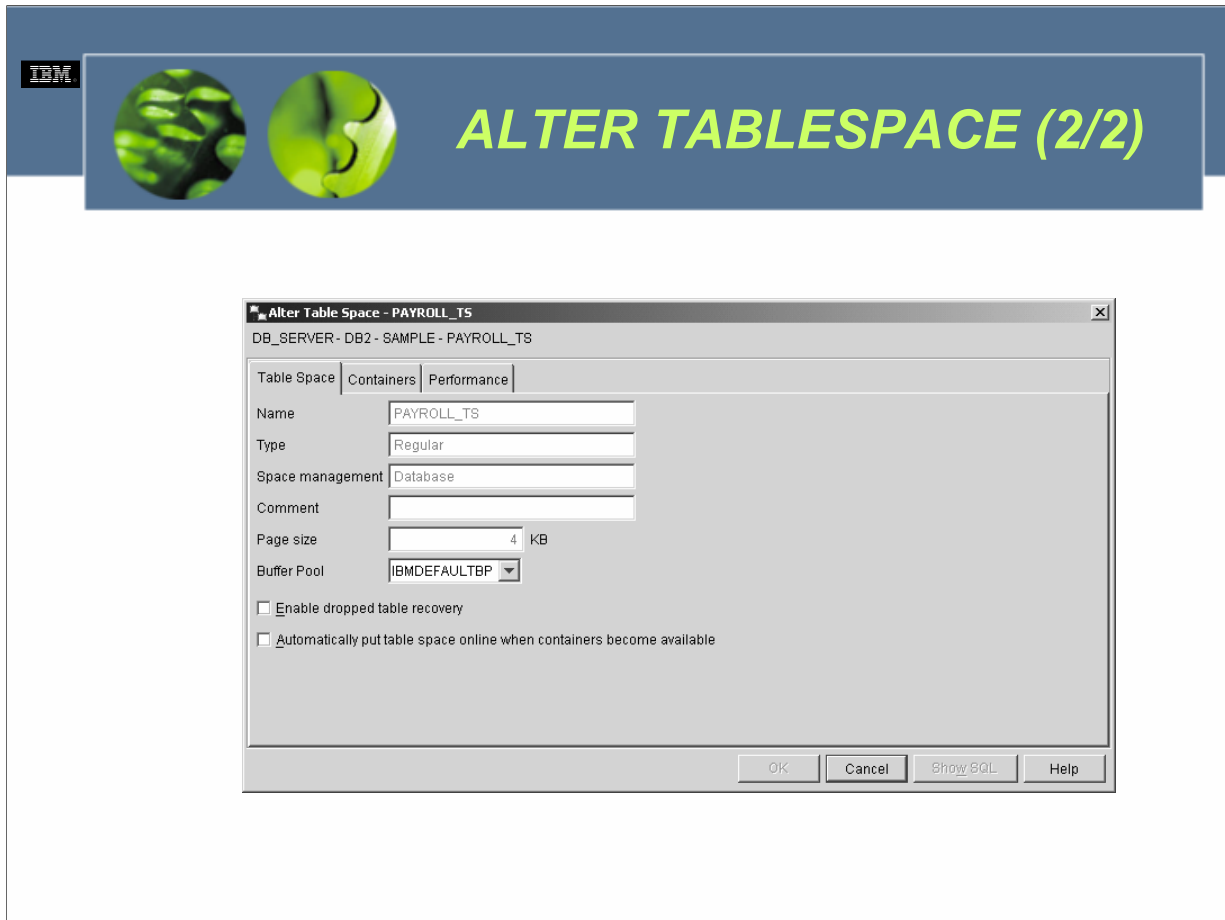 IBM.
ALTER TABLESPACE (2/2)
Alter Table Space - PAYROLL_TS
DB_SERVER - DB2 - SAMPLE - PAYROLL_TS
Table Space Containers Performance
Name PAYROLL_TS
Type Regular
Space management Database
Comment
Page size 4 KB
Buffer Pool IBMDEFAULTBP
Enable dropped table recovery
Automatically put table space online when containers become available
OK Cancel Show SQL Help